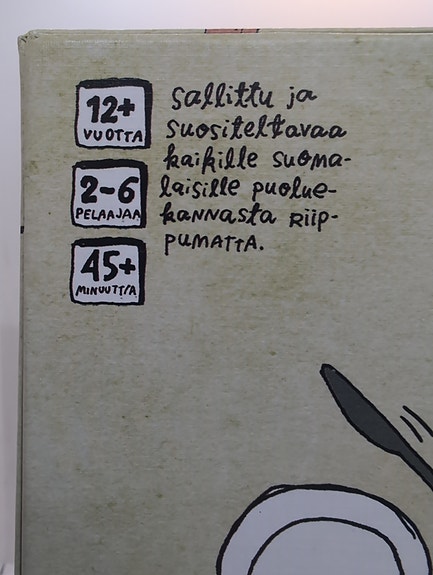 12+
VUOTTA
2-6
PELAAJAA
45+
MINUUTTIA
sallittu ja
suositeltavaa
kaikille suoma-
laisille puolue-
kannasta RIIP-
PUMATTA.